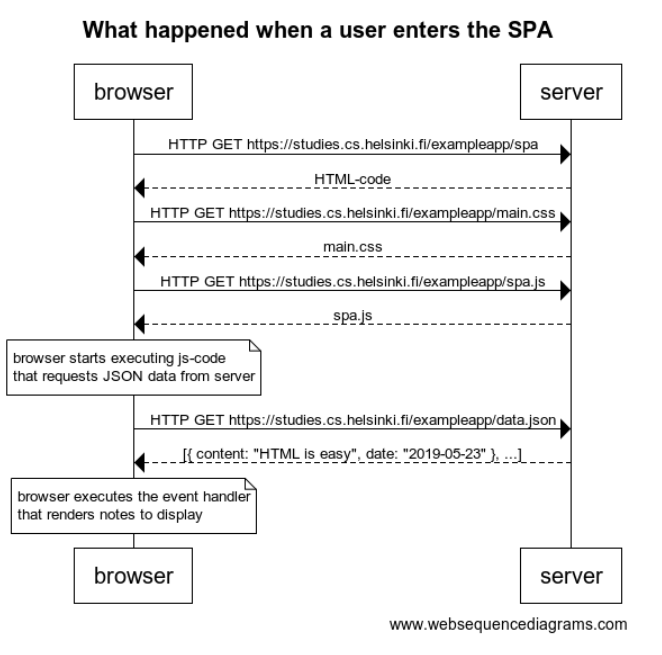 What happened when a user enters the SPA
browser
server
HTTP GET https://studies.cs.helsinki.fi/exampleapp/spa
HTML-code
HTTP GET https://studies.cs.helsinki.fi/exampleapp/main.css
main.css
HTTP GET https://studies.cs.helsinki.fi/exampleapp/spa.js
spa.js
browser starts executing js-code
that requests JSON data from server
HTTP GET https://studies.cs.helsinki.fi/exampleapp/data.json
[{ content: "HTML is easy", date: "2019-05-23" }, ...]
browser executes the event handler
that renders notes to display
browser
server
www.websequencediagrams.com